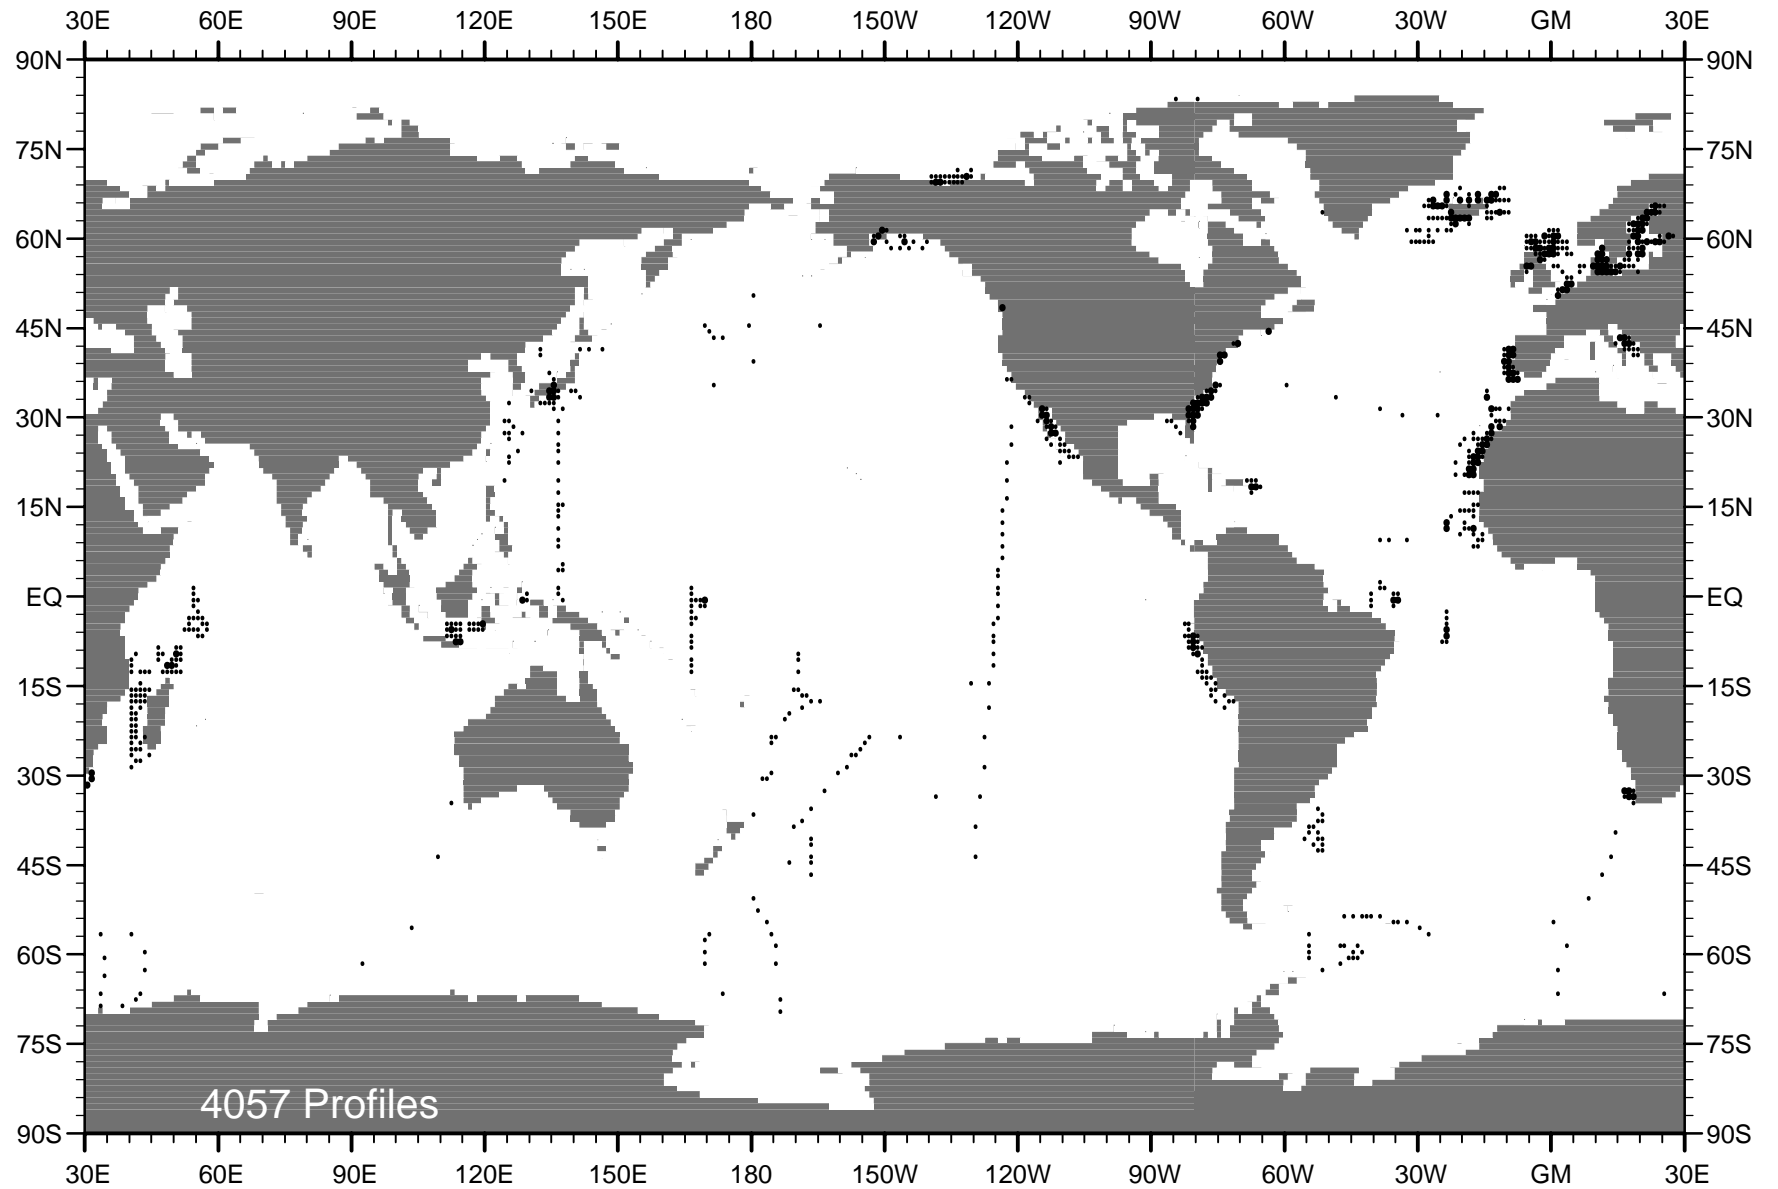 30E 60E 90E 120E 150E 180 150W 120W 90W 60W 30W GM 30E
90N 90N
75N 75N
60N 60N
45N 45N
30N 30N
15N 15N
EQ EQ
15S 15S
30S 30S
45S 45S
60S 60S
75S 75S
4057 Profiles
90S 90S
30E 60E 90E 120E 150E 180 150W 120W 90W 60W 30W GM 30E